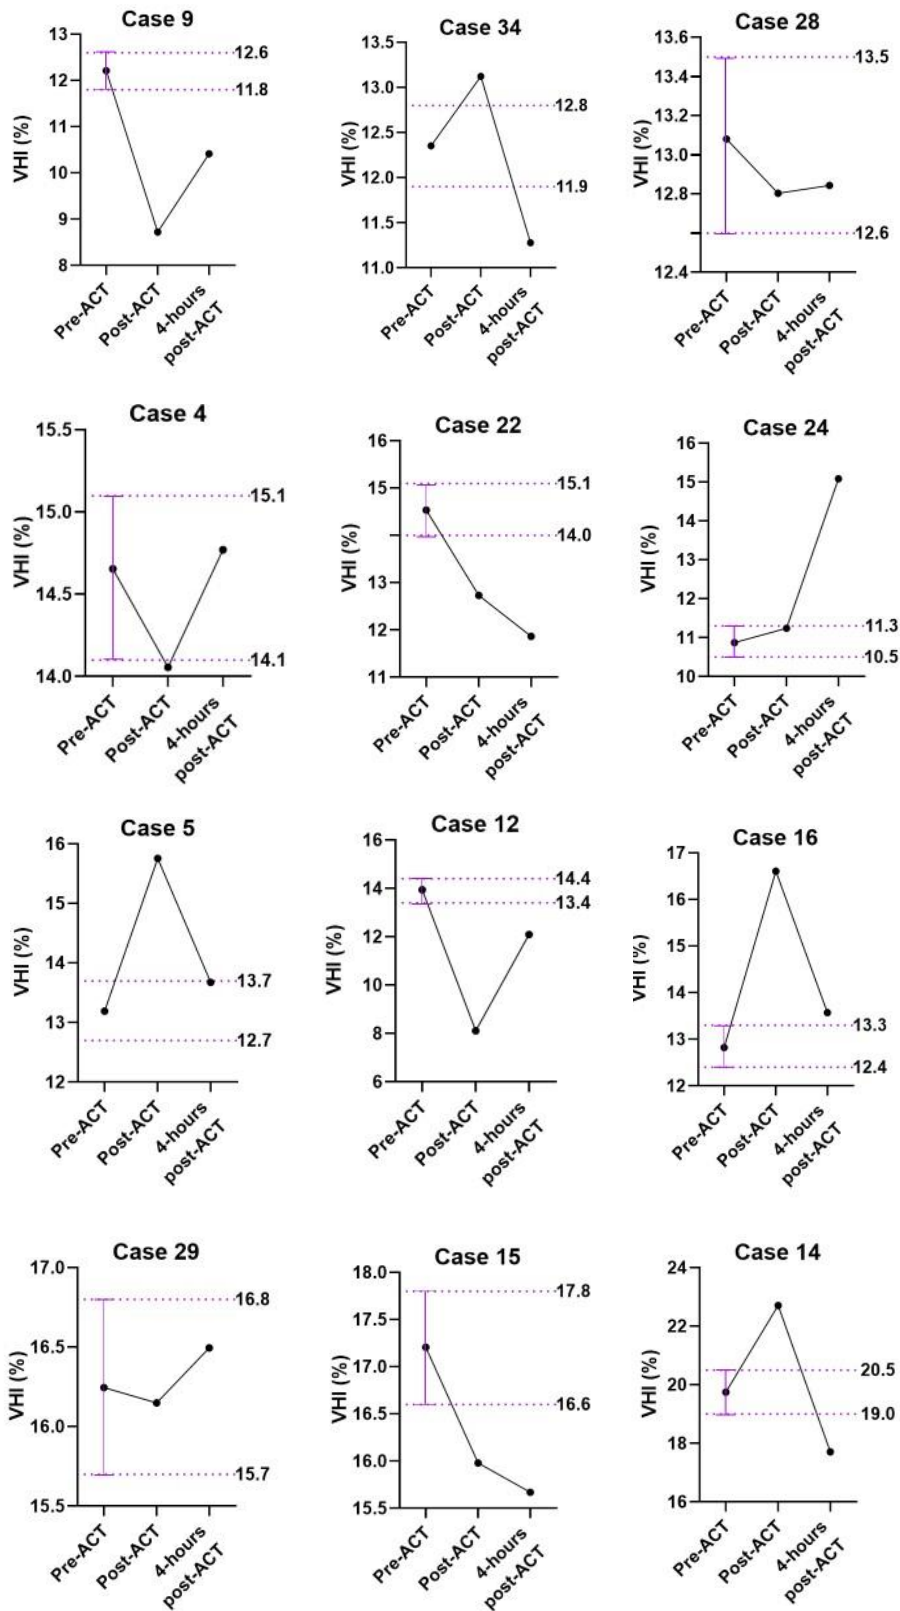 Case 9
13
12
11
10
9
8
VHI (%)
12.6
11.8
Pre-ACT
Post-ACT
4-hours
post-ACT
Case 34
13.5
13.0
12.5
12.0
11.5
11.0
VHI (%)
12.8
11.9
Pre-ACT
Post-ACT
4-hours
post-ACT
Case 28
13.6
13.4
13.2
13.0
12.8
12.4
VHI (%)
13.5
12.6
Pre-ACT
Post-ACT
4-hours
post-ACT
Case 4
15.5
15.0
14.5
14.0
VHI (%)
15.1
14.1
Pre-ACT
Post-ACT
4-hours
post-ACT
Case 22
16
15
13
12
11
VHI (%)
15.1
14.0
Pre-ACT
Post-ACT
4-hours
post-ACT
Case 24
16
15
14
13
12
11
10
VHI (%)
11.3
10.5
Pre-ACT
Post-ACT
4-hours
post-ACT
Case 5
16
15
14
13
12
VHI (%)
13.7
12.7
Pre-ACT
Post-ACT
4-hours
post-ACT
Case 12
16
14
12
10
8
6
VHI (%)
14.4
13.4
Pre-ACT
Post-ACT
4-hours
post-ACT
Case 16
17
16
15
14
13
12
VHI (%)
13.3
12.4
Pre-ACT
Post-ACT
4-hours
post-ACT
Case 29
17.0
16.5
16.0
15.5
VHI (%)
16.8
15.7
Pre-ACT
Post-ACT
4-hours
post-ACT
Case 15
18.0
17.5
17.0
16.5
16.0
15.5
VHI (%)
17.8
16.6
Pre-ACT
Post-ACT
4-hours
post-ACT
Case 14
24
22
20
18
16
VHI (%)
20.5
19.0
Pre-ACT
Post-ACT
4-hours
post-ACT